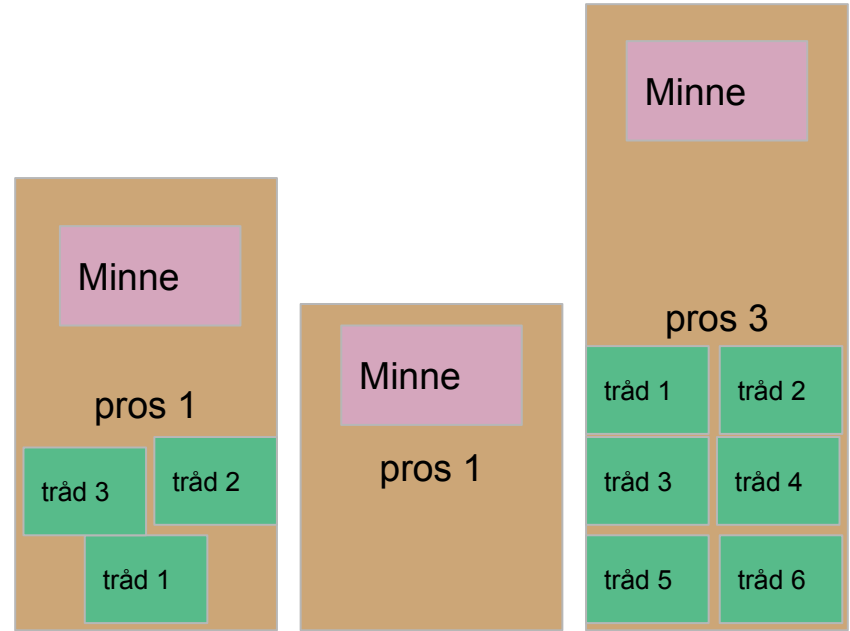 Minne
pros 1
tråd 3
tråd 2
tråd 1
Minne
pros 1
Minne
pros 3
tråd 1
tråd 2
tråd 3
tråd 4
tråd 5
tråd 6